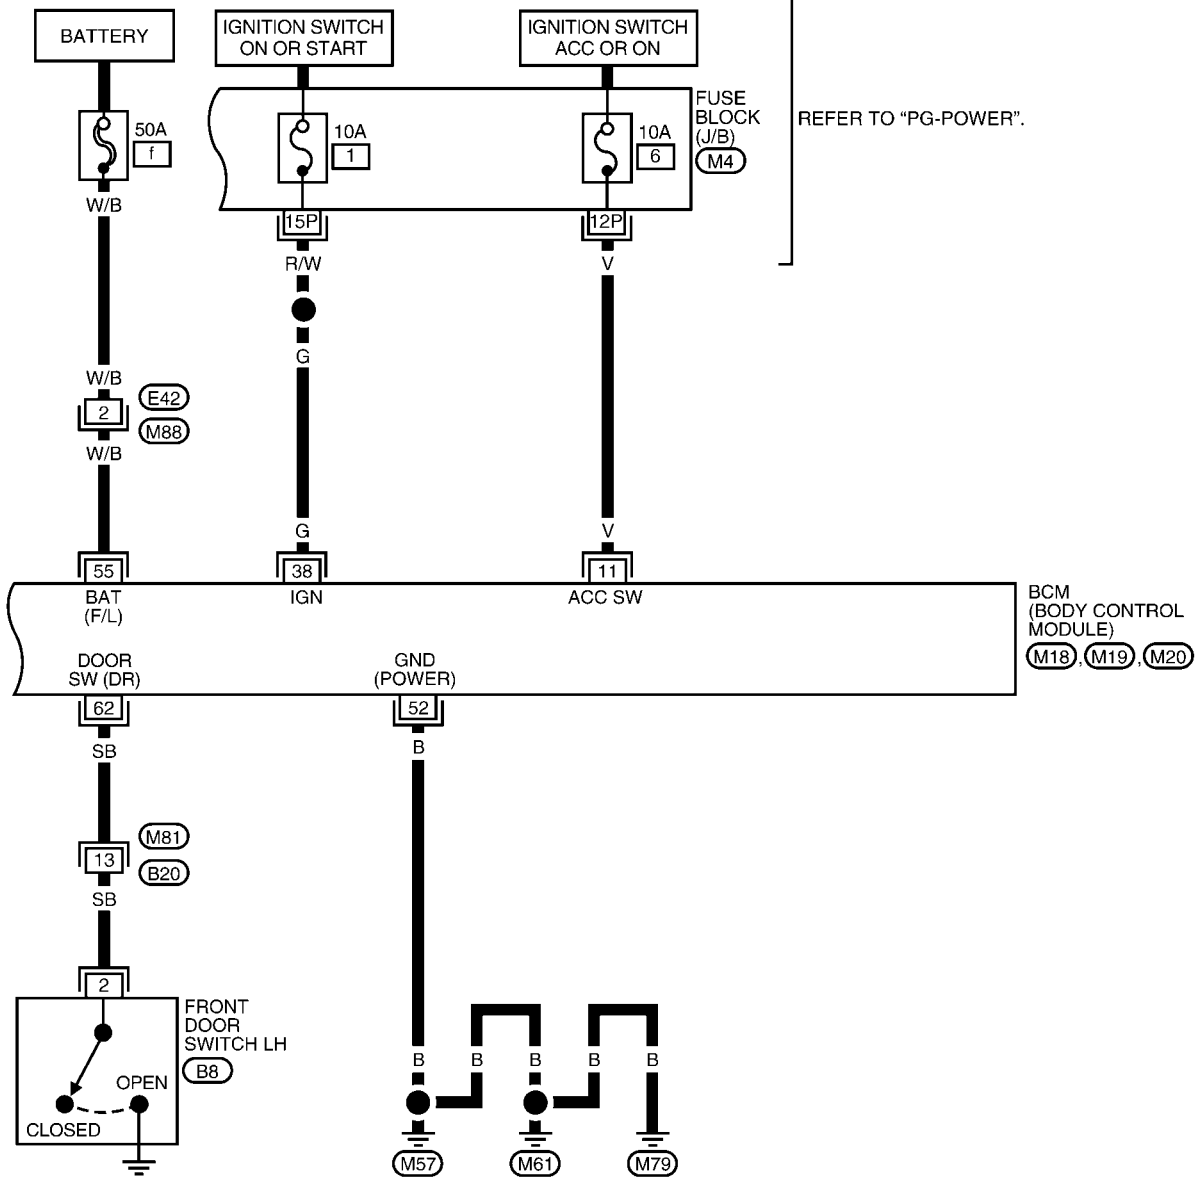 BATTERY
IGNITION SWITCH
ON OR START
IGNITION SWITCH
ACC OR ON
50A
f
10A
1
10A
6
FUSE
BLOCK
(J/B)
M4
REFER TO “PG-POWER”.
W/B
15P
12P
R/W
V
G
W/B
2
E42
M88
W/B
G
V
55
38
11
BAT
(F/L)
IGN
ACC SW
BCM
(BODY CONTROL
MODULE)
M18, M19, M20
DOOR
SW (DR)
GND
(POWER)
62
52
SB
B
13
M81
B20
SB
2
FRONT
DOOR
SWITCH LH
B8
OPEN
CLOSED
B
B
B
B
B
M57
M61
M79